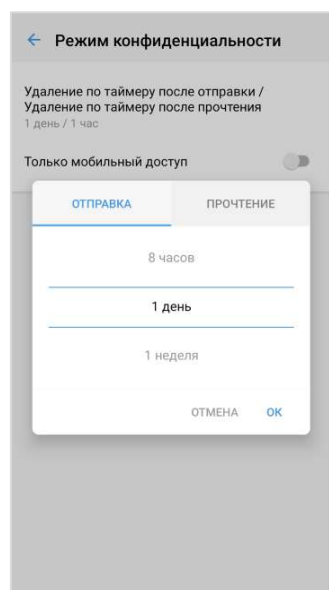 Режим конфиденциальности
Удаление по таймеру после отправки /
Удаление по таймеру после прочтения
1 день / 1 час
Только мобильный доступ
ОТПРАВКА ПРОЧТЕНИЕ
8 часов
1 день
1 неделя
ОТМЕНА ОК